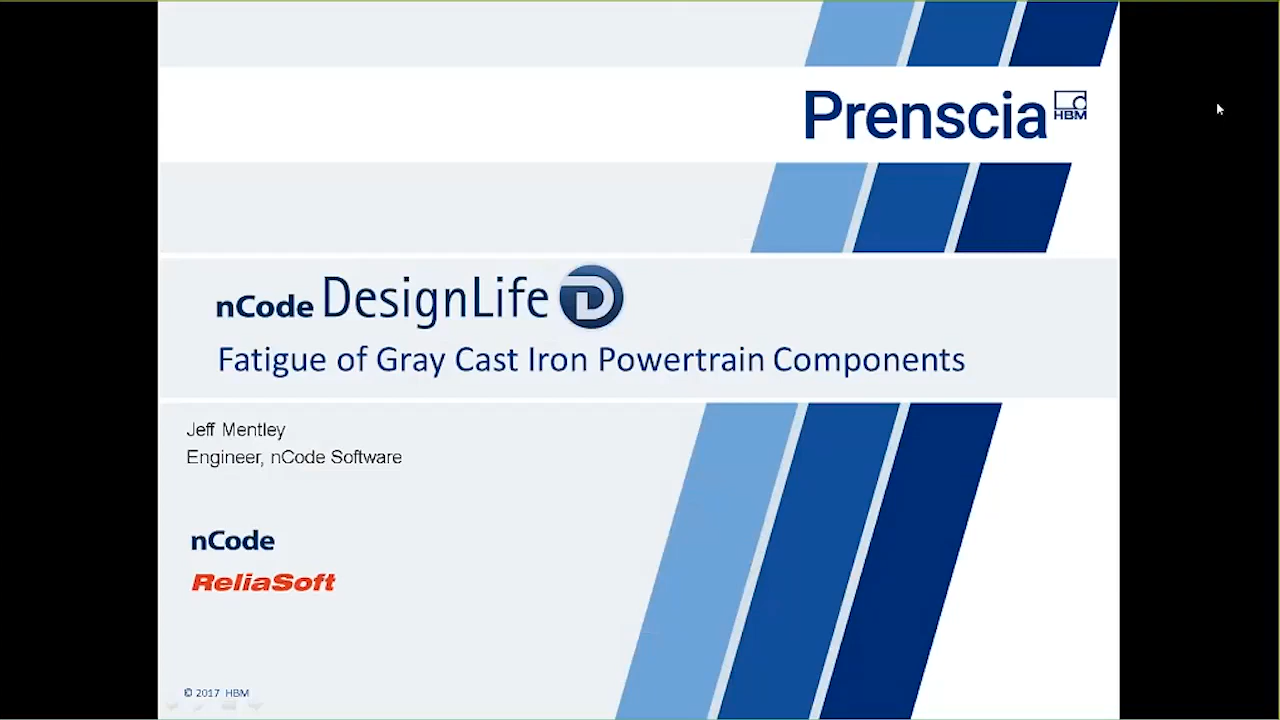 Prenscia HBM
nCode DesignLife D
Fatigue of Gray Cast Iron Powertrain Components
Jeff Mentley
Engineer, nCode Software
nCode
ReliaSoft
© 2017 HBM